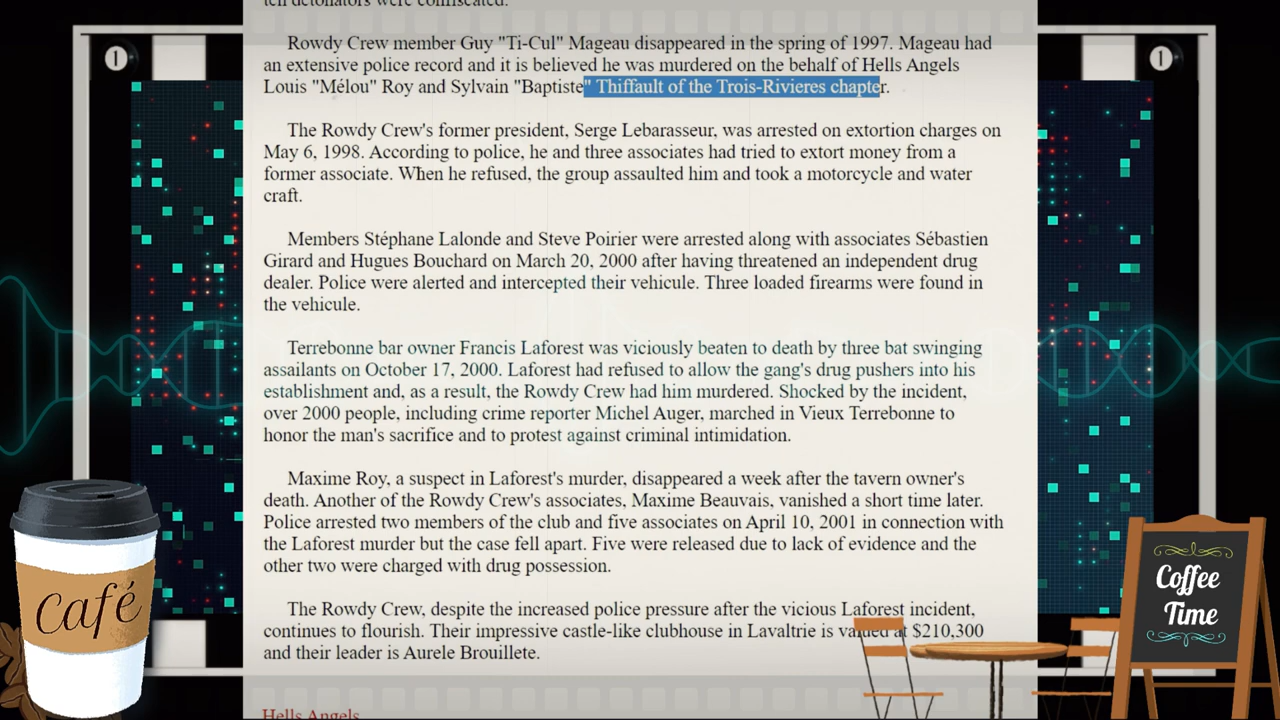 ten detonators were confiscated.
Rowdy Crew member Guy "Ti-Cul" Mageau disappeared in the spring of 1997. Mageau had
an extensive police record and it is believed he was murdered on the behalf of Hells Angels
Louis "Mélou" Roy and Sylvain "Baptiste" Thiffault of the Trois-Rivieres chapter.
The Rowdy Crew's former president, Serge Lebarasseur, was arrested on extortion charges on
May 6, 1998. According to police, he and three associates had tried to extort money from a
former associate. When he refused, the group assaulted him and took a motorcycle and water
craft.
Members Stéphane Lalonde and Steve Poirier were arrested along with associates Sébastien
Girard and Hugues Bouchard on March 20, 2000 after having threatened an independent drug
dealer. Police were alerted and intercepted their vehicule. Three loaded firearms were found in
the vehicule.
Terrebonne bar owner Francis Laforest was viciously beaten to death by three bat swinging
assailants on October 17, 2000. Laforest had refused to allow the gang's drug pushers into his
establishment and, as a result, the Rowdy Crew had him murdered. Shocked by the incident,
over 2000 people, including crime reporter Michel Auger, marched in Vieux Terrebonne to
honor the man's sacrifice and to protest against criminal intimidation.
Maxime Roy, a suspect in Laforest's murder, disappeared a week after the tavern owner's
death. Another of the Rowdy Crew's associates, Maxime Beauvais, vanished a short time later.
Police arrested two members of the club and five associates on April 10, 2001 in connection with
the Laforest murder but the case fell apart. Five were released due to lack of evidence and the
other two were charged with drug possession.
The Rowdy Crew, despite the increased police pressure after the vicious Laforest incident,
continues to flourish. Their impressive castle-like clubhouse in Lavaltrie is valued at $210,300
and their leader is Aurele Brouillete.
Hells Angels
1
1
Café
Coffee
Time